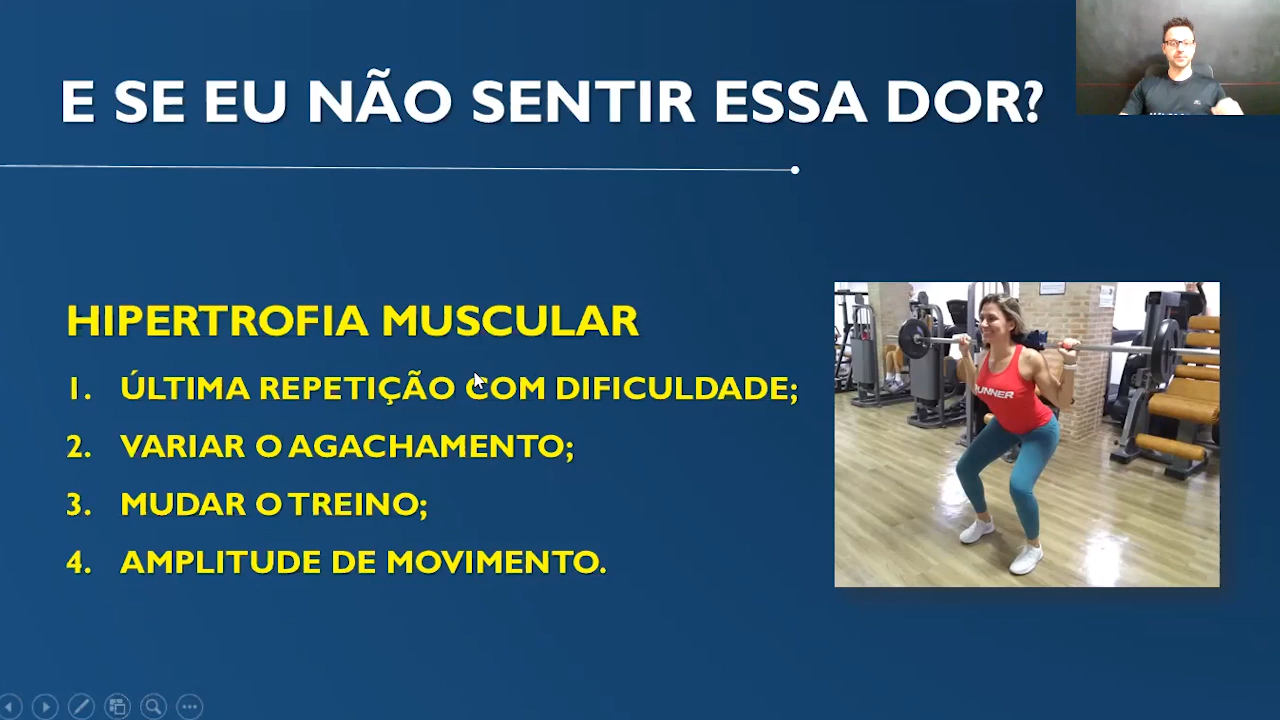 E SE EU NÃO SENTIR ESSA DOR?
HIPERTROFIA MUSCULAR
1. ÚLTIMA REPETIÇÃO COM DIFICULDADE;
2. VARIAR O AGACHAMENTO;
3. MUDAR O TREINO;
4. AMPLITUDE DE MOVIMENTO.
RUNNER